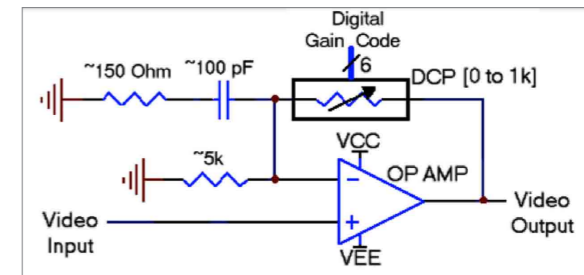 Digital
Gain Code
~150 Ohm
~100 pF
6
DCP [0 to 1k]
~5k
VCC
OP AMP
−
+
Video
Input
Video
Output
VEE